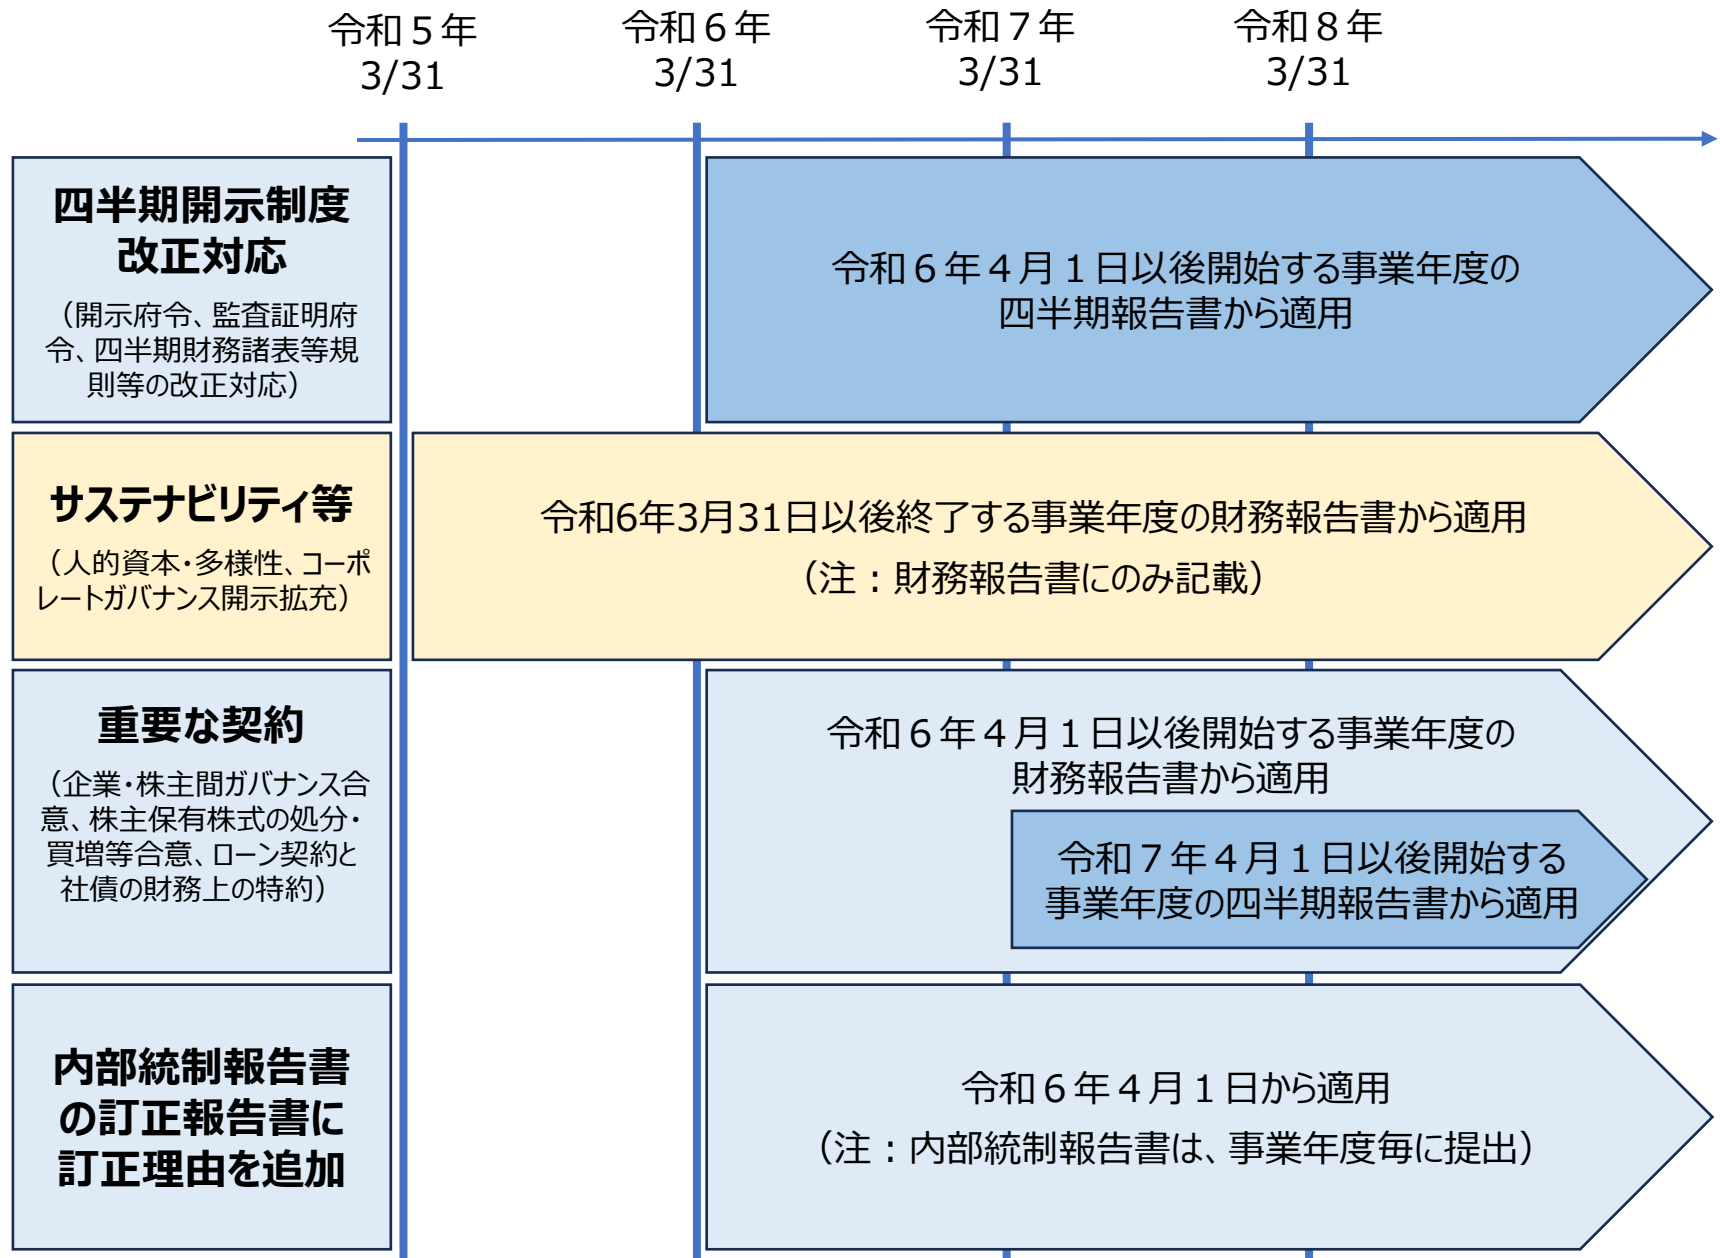 令和５年
3/31
令和６年
3/31
令和７年
3/31
令和８年
3/31
四半期開示制度
改正対応
（開示府令、監査証明府
令、四半期財務諸表等規
則等の改正対応）
令和６年４月１日以後開始する事業年度の
四半期報告書から適用
サステナビリティ等
（人的資本・多様性、コーポ
レートガバナンス開示拡充）
令和6年3月31日以後終了する事業年度の財務報告書から適用
（注：財務報告書にのみ記載）
重要な契約
（企業・株主間ガバナンス合
意、株主保有株式の処分・
買増等合意、ローン契約と
社債の財務上の特約）
令和６年４月１日以後開始する事業年度の
財務報告書から適用
令和７年４月１日以後開始する
事業年度の四半期報告書から適用
内部統制報告書
の訂正報告書に
訂正理由を追加
令和６年４月１日から適用
（注：内部統制報告書は、事業年度毎に提出）